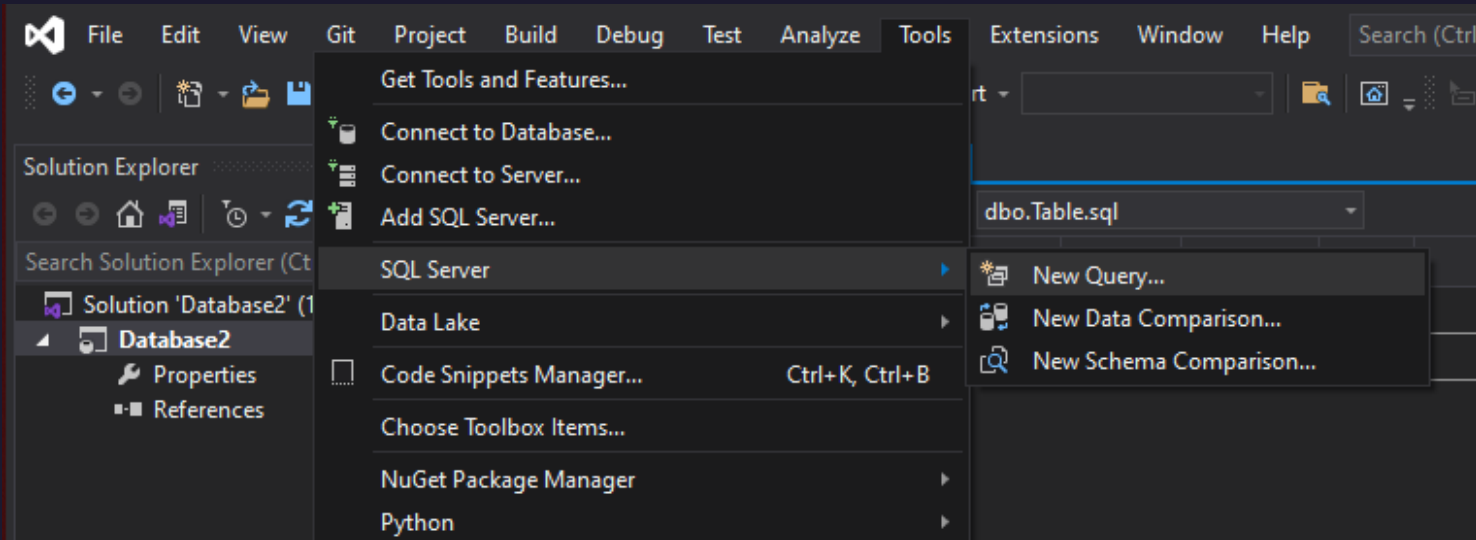 File Edit View Git Project Build Debug Test Analyze Tools Extensions Window Help Search (Ctrl
Get Tools and Features...
rt
Connect to Database...
Solution Explorer
Connect to Server...
Add SQL Server...
dbo.Table.sql
Search Solution Explorer (Ct
SQL Server
New Query...
Solution 'Database2' (1
Data Lake
New Data Comparison...
Database2
New Schema Comparison...
Properties
Code Snippets Manager... Ctrl+K, Ctrl+B
References
Choose Toolbox Items...
NuGet Package Manager
Python